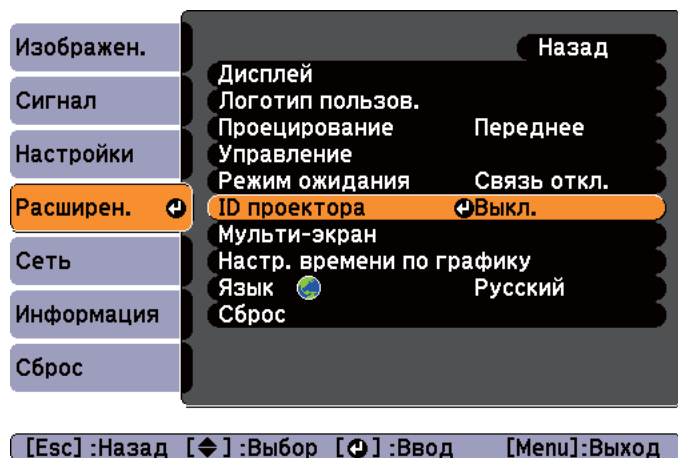 Изображен.
Сигнал
Настройки
Расширен.
Сеть
Информация
Сброс
Назад
Дисплей
Логотип пользов.
Проецирование Переднее
Управление
Режим ожидания Связь откл.
ID проектора Выкл.
Мульти-экран
Настр. времени по графику
Язык Русский
Сброс
[Esc] :Назад [ ] :Выбор [ ] :Ввод [Menu]:Выход